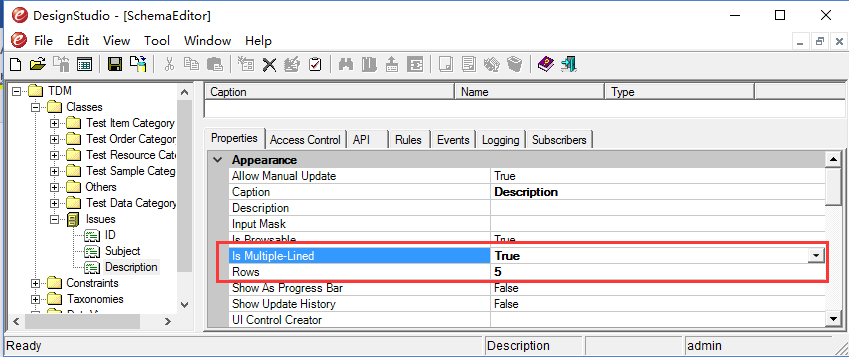 DesignStudio - [SchemaEditor]
File Edit View Tool Window Help
TDM
Classes
Test Item Category
Test Order Categor
Test Resource Cate
Test Sample Categ
Others
Test Data Category
Issues
ID
Subject
Description
Constraints
Taxonomies
Caption Name Type
Properties Access Control API Rules Events Logging Subscribers
Appearance
Allow Manual Update True
Caption Description
Description
Input Mask
Is Browsable True
Is Multiple-Lined True
Rows 5
Show As Progress Bar False
Show Update History False
UI Control Creator
Ready Description admin